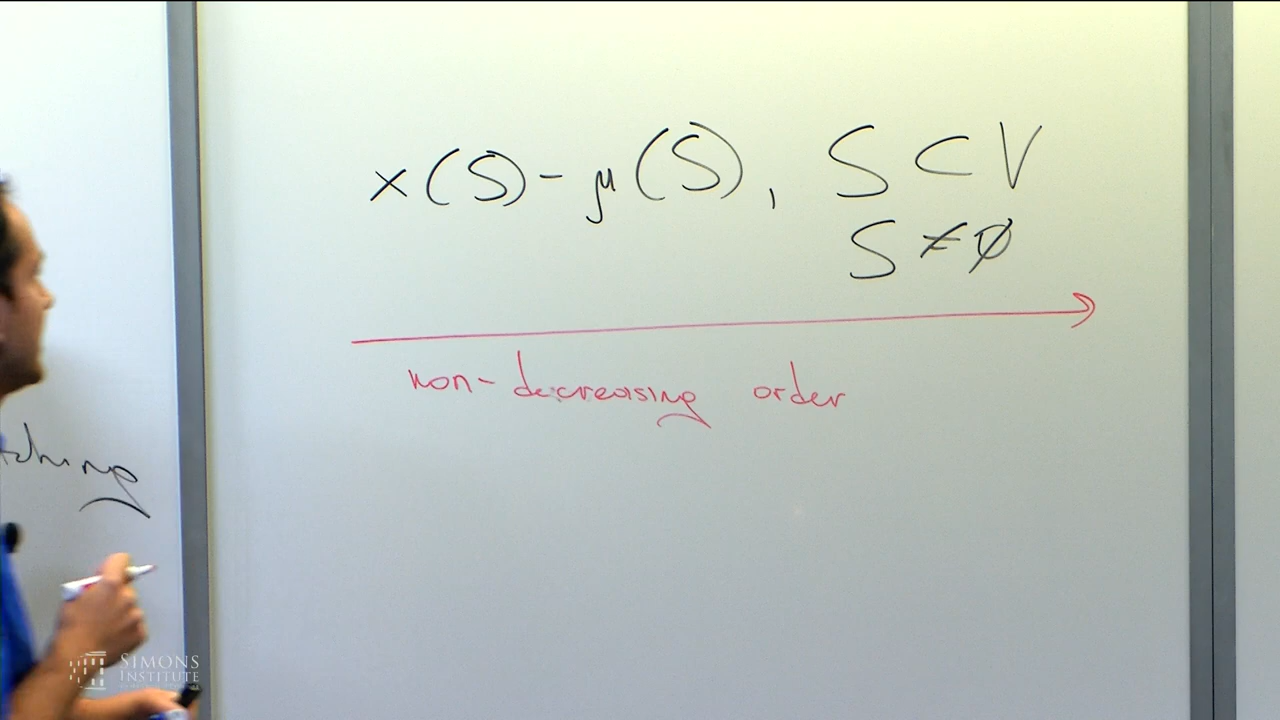 x(S) - μ(S), S ⊂ V
S ≠ ∅
non-decreasing order
SIMONS
INSTITUTE